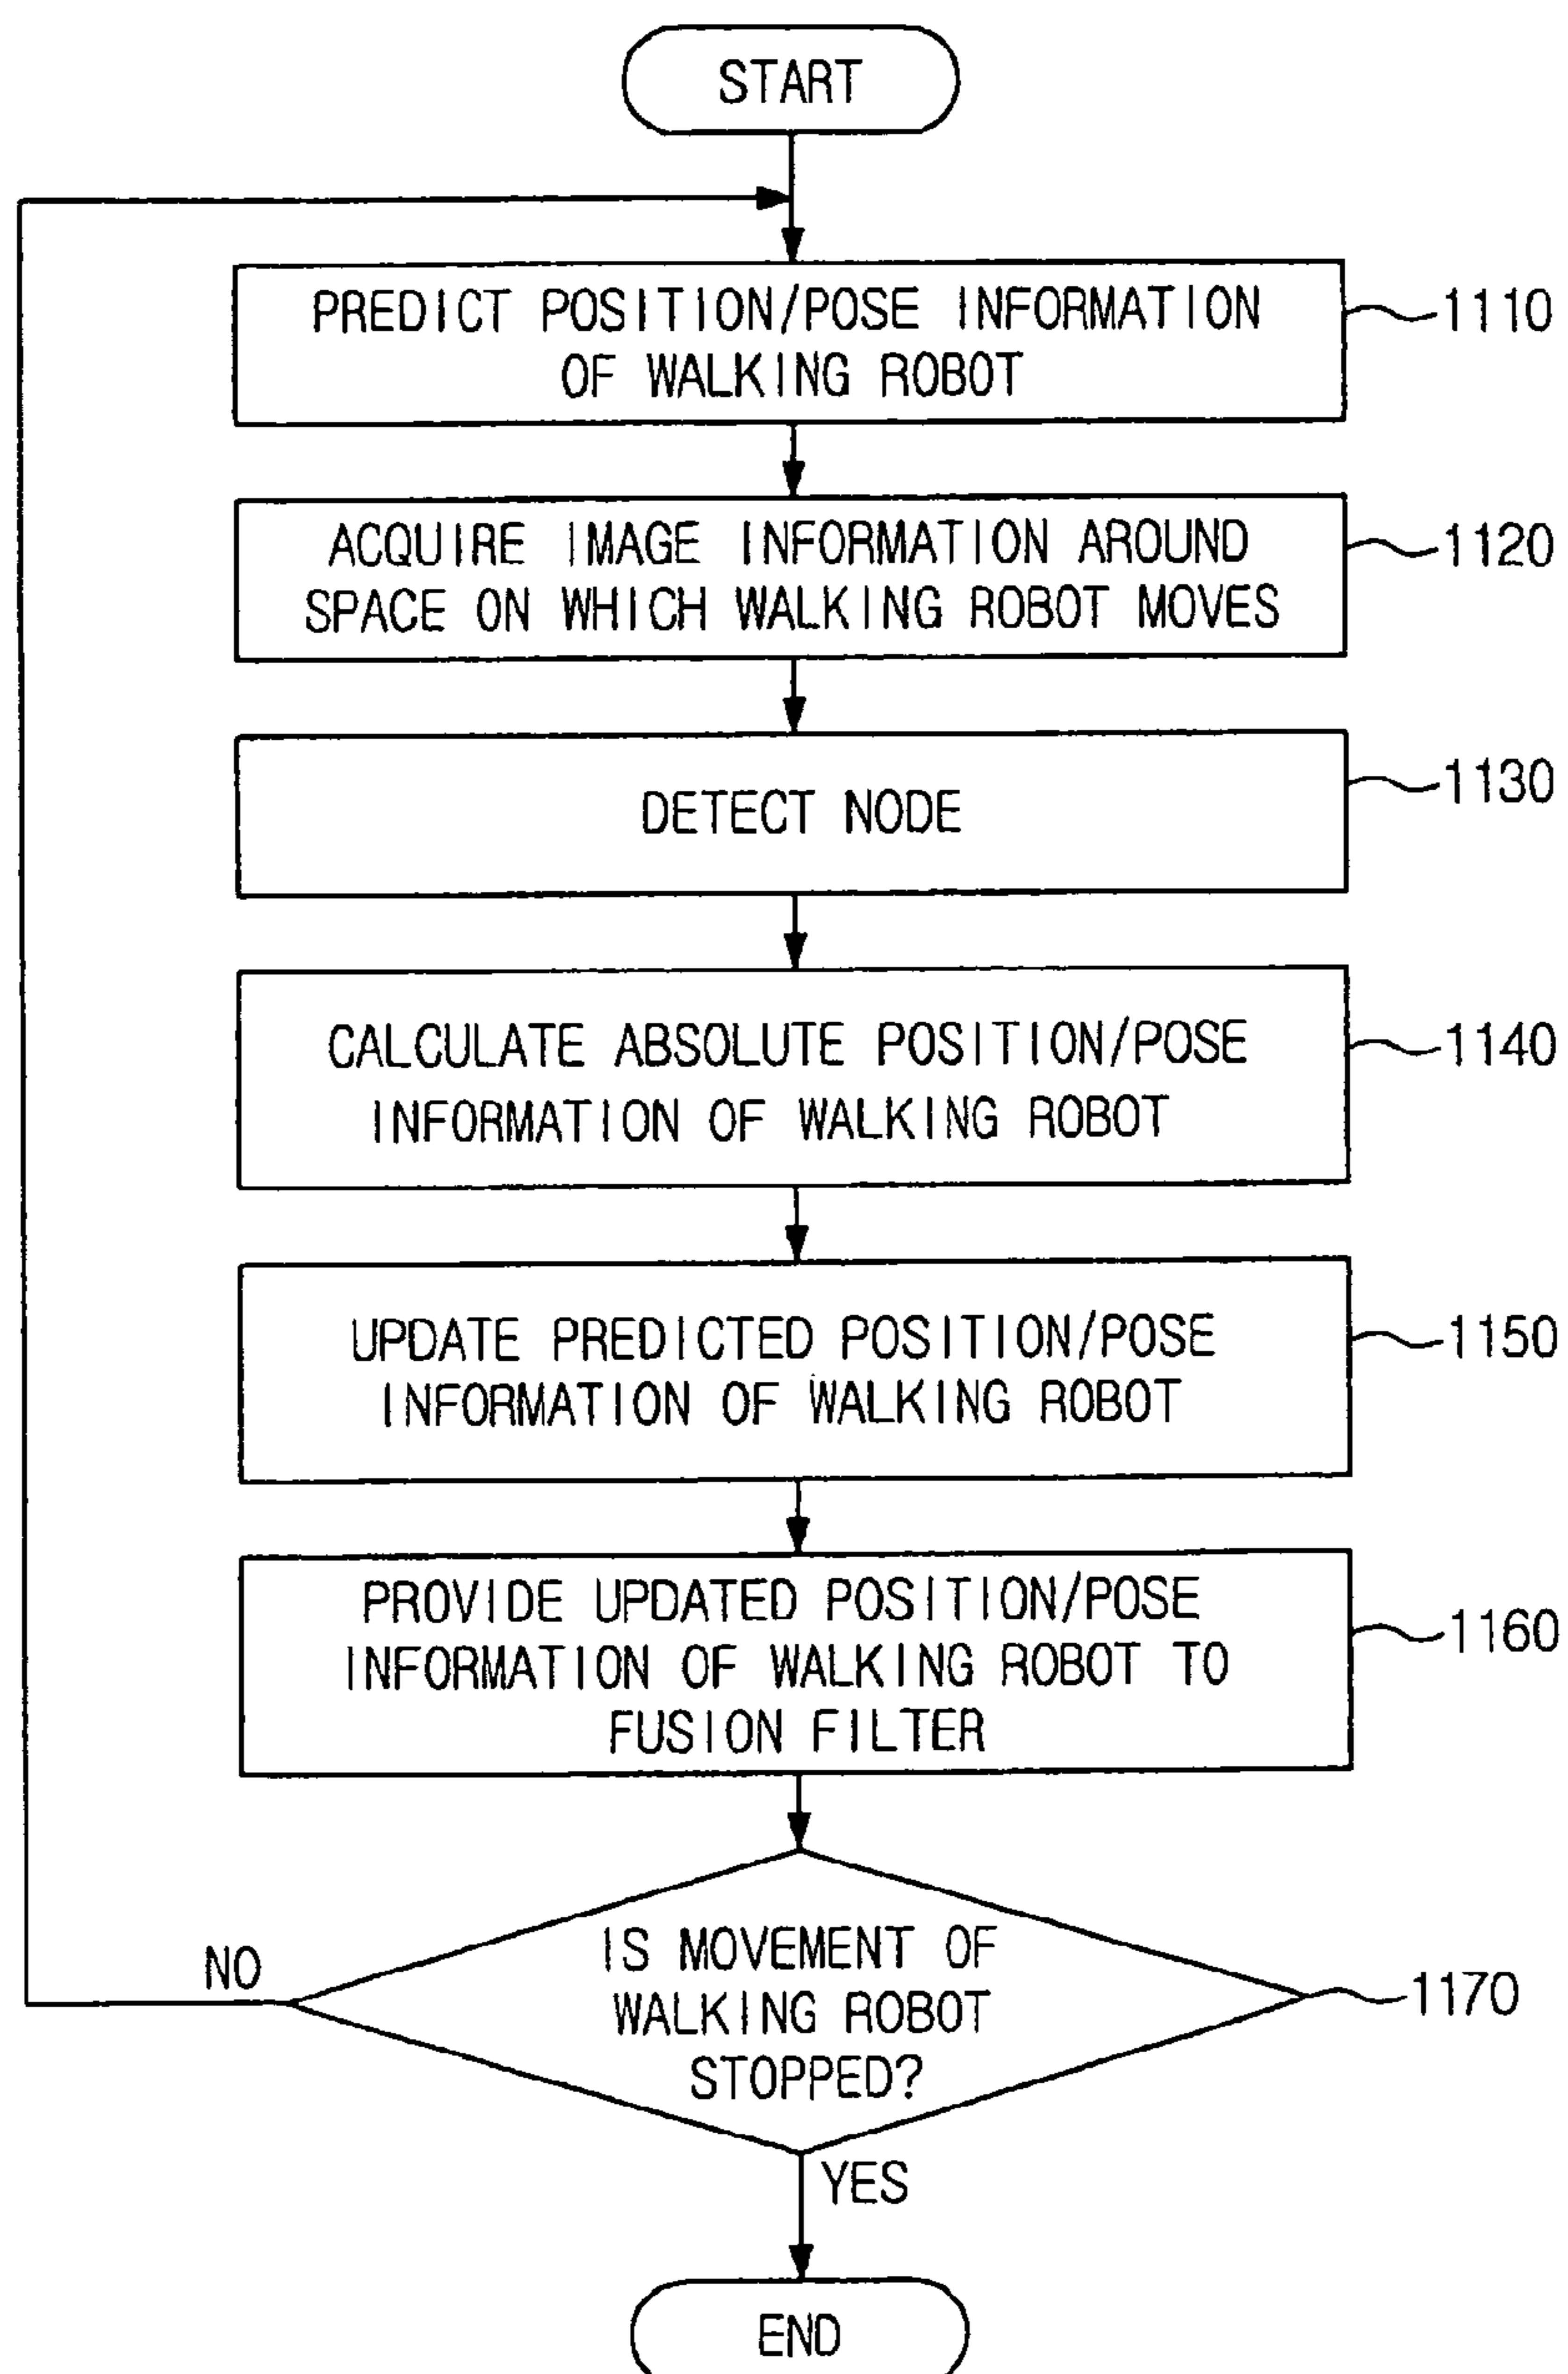 START
PREDICT POSITION/POSE INFORMATION
OF WALKING ROBOT
1110
ACQUIRE IMAGE INFORMATION AROUND
SPACE ON WHICH WALKING ROBOT MOVES
1120
DETECT NODE
1130
CALCULATE ABSOLUTE POSITION/POSE
INFORMATION OF WALKING ROBOT
1140
UPDATE PREDICTED POSITION/POSE
INFORMATION OF WALKING ROBOT
1150
PROVIDE UPDATED POSITION/POSE
INFORMATION OF WALKING ROBOT TO
FUSION FILTER
1160
IS MOVEMENT OF
WALKING ROBOT
STOPPED?
1170
NO
YES
END